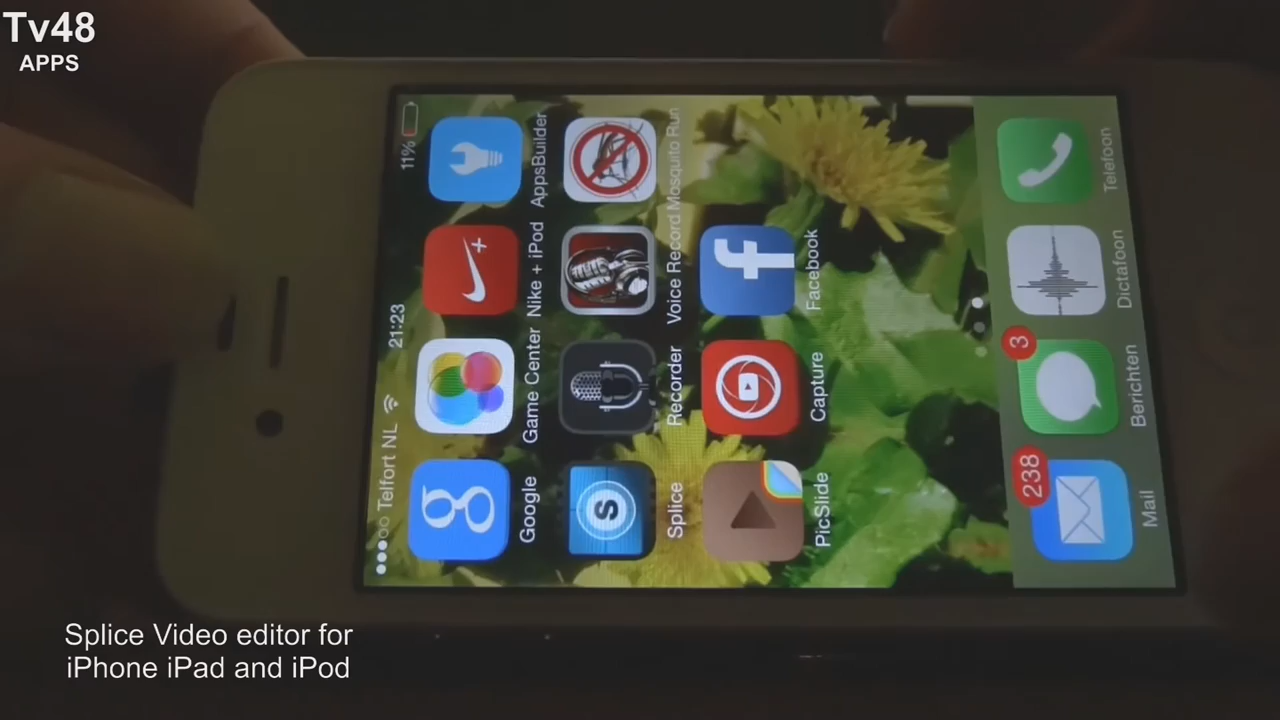 Tv48
APPS
Telfort NL
21:23
11%
Google
Game Center
Nike + iPod
AppsBuilder
S
Splice
Recorder
Voice Record
Mosquito Run
PicSlide
Capture
f
Facebook
238
3
Mail
Berichten
Dictafoon
Telefoon
Splice Video editor for
iPhone iPad and iPod